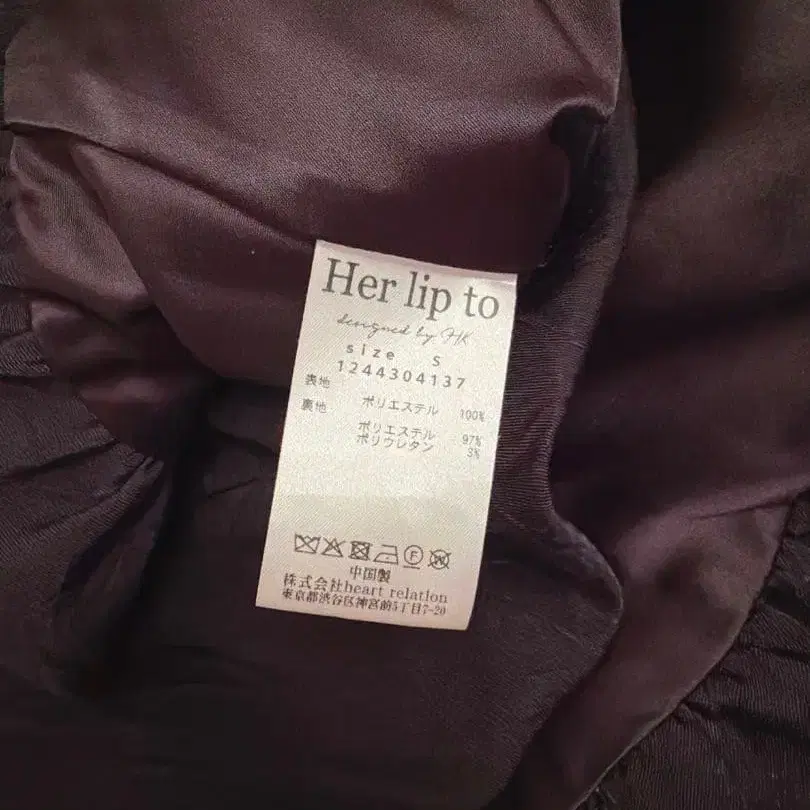 Her lip to
designed by HK
size S
1244304137
表地 ポリエステル 100%
裏地 ポリエステル 97%
ポリウレタン 3%
F
W
中国製
株式会社heart relation
東京都渋谷区神宮前5丁目7-20